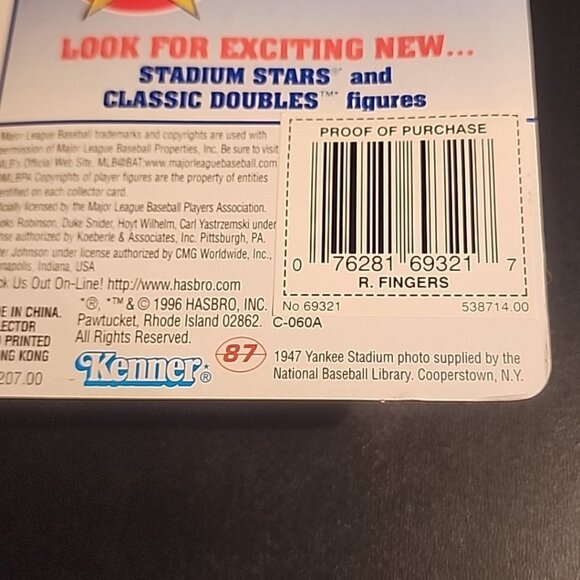 LOOK FOR EXCITING NEW...
STADIUM STARS® and
CLASSIC DOUBLES™* figures
Major League Baseball trademarks and copyrights are used with
permission of Major League Baseball Properties, Inc. Be sure to visit
MLB's Official Web Site, MLB@BAT www.majorleaguebaseball.com
MLBPA Copyrights of player figures are the property of entities
identified on each collector card.
Officially licensed by the Major League Baseball Players Association.
Robinson, Duke Snider, Hoyt Wilhelm, Carl Yastrzemski under
authorized by Koeberle & Associates, Inc. Pittsburgh, PA.
Johnson under license authorized by CMG Worldwide, Inc.,
Indiana, USA
Us Out On-Line! http://www.hasbro.com
*®, *™ & © 1996 HASBRO, INC.
Pawtucket, Rhode Island 02862.
All Rights Reserved.
IN CHINA.
PRINTED
KONG
207.00
Kenner®
87
PROOF OF PURCHASE
0 76281 69321 7
R. FINGERS
No 69321 538714.00
C-060A
1947 Yankee Stadium photo supplied by the
National Baseball Library. Cooperstown, N.Y.